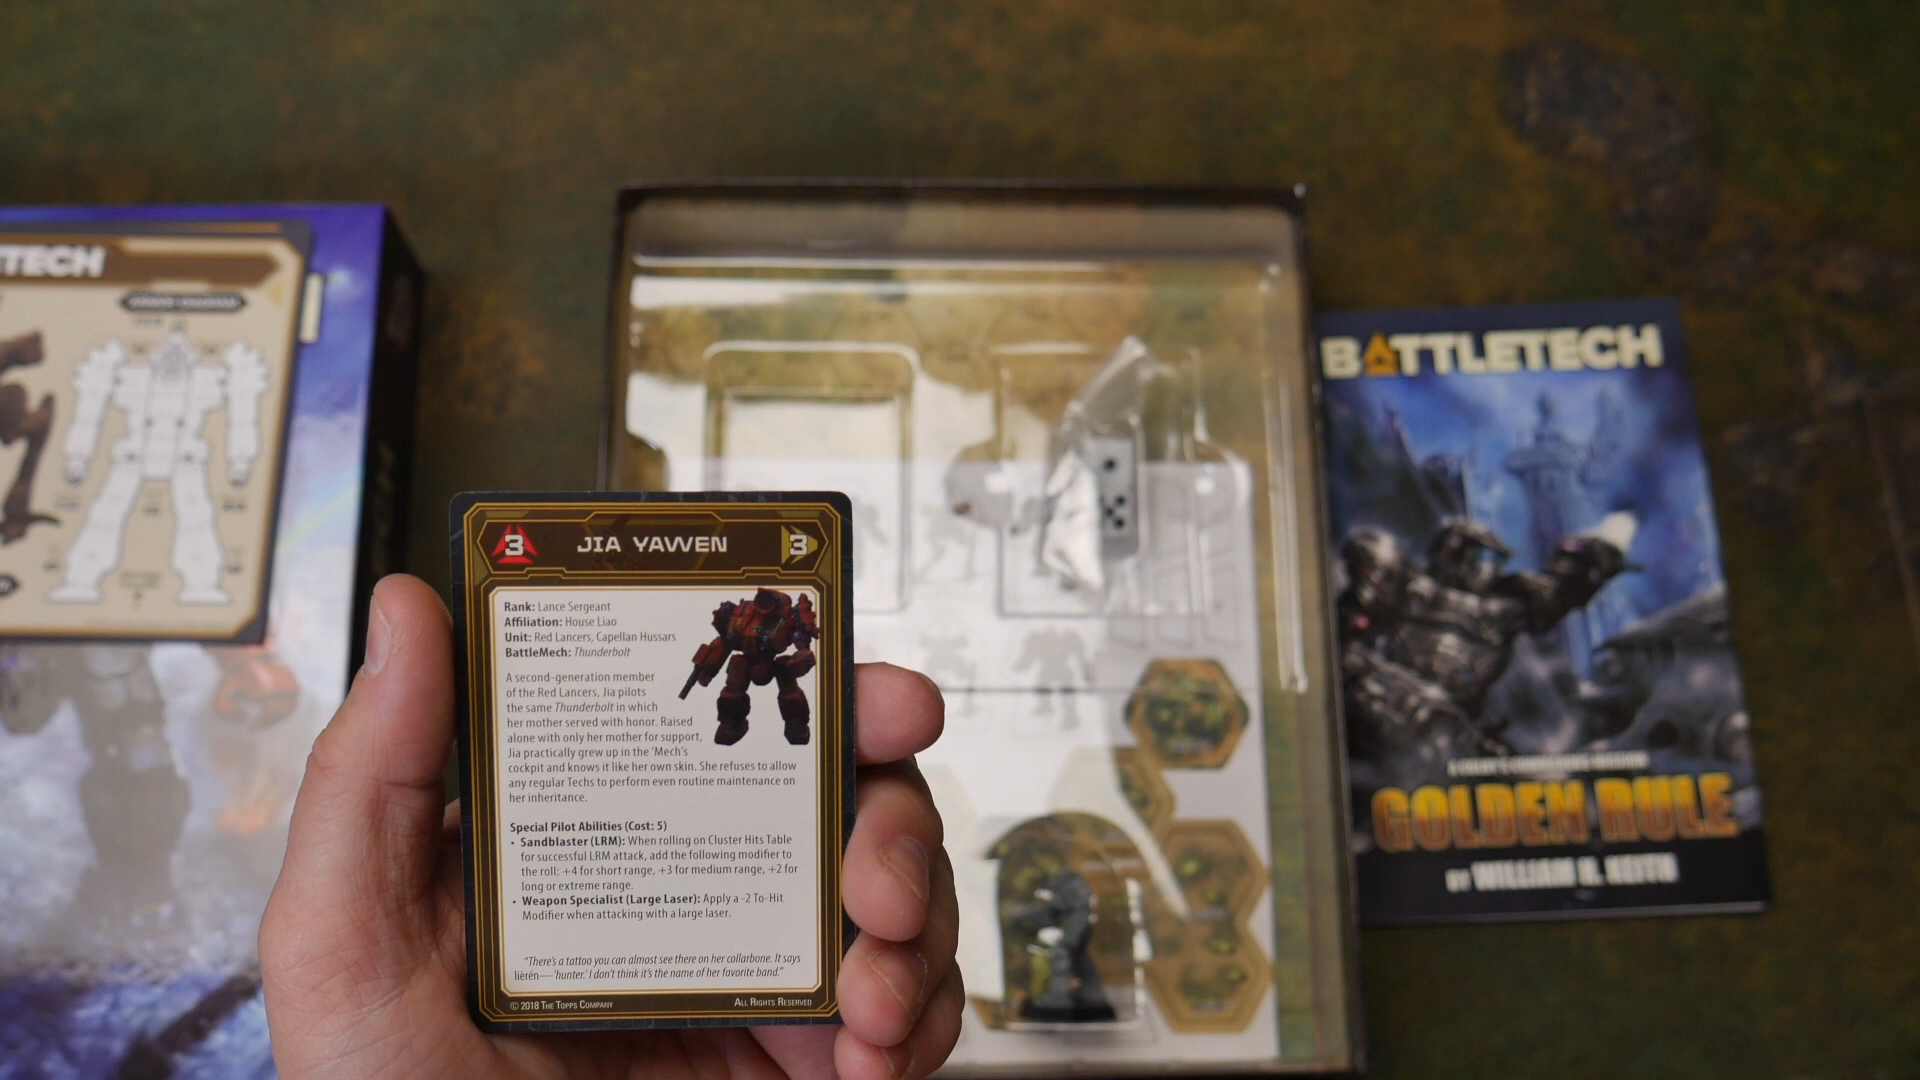 TTECH
BATTLETECH
GOLDEN RULE
BY WILLIAM H. KEITH
3
JIA YAWEN
3
Rank: Lance Sergeant
Affiliation: House Liao
Unit: Red Lancers, Capellan Hussars
BattleMech: Thunderbolt
A second-generation member
of the Red Lancers, Jia pilots
the same Thunderbolt in which
her mother served with honor. Raised
alone with only her mother for support,
Jia practically grew up in the 'Mech's
cockpit and knows it like her own skin. She refuses to allow
any regular Techs to perform even routine maintenance on
her inheritance.
Special Pilot Abilities (Cost: 5)
• Sandblaster (LRM): When rolling on Cluster Hits Table
for successful LRM attack, add the following modifier to
the roll: +4 for short range, +3 for medium range, +2 for
long or extreme range.
• Weapon Specialist (Large Laser): Apply a -2 To-Hit
Modifier when attacking with a large laser.
"There's a tattoo you can almost see there on her collarbone. It says
lièrén—'hunter.' I don't think it's the name of her favorite band."
© 2018 The Topps Company
All Rights Reserved